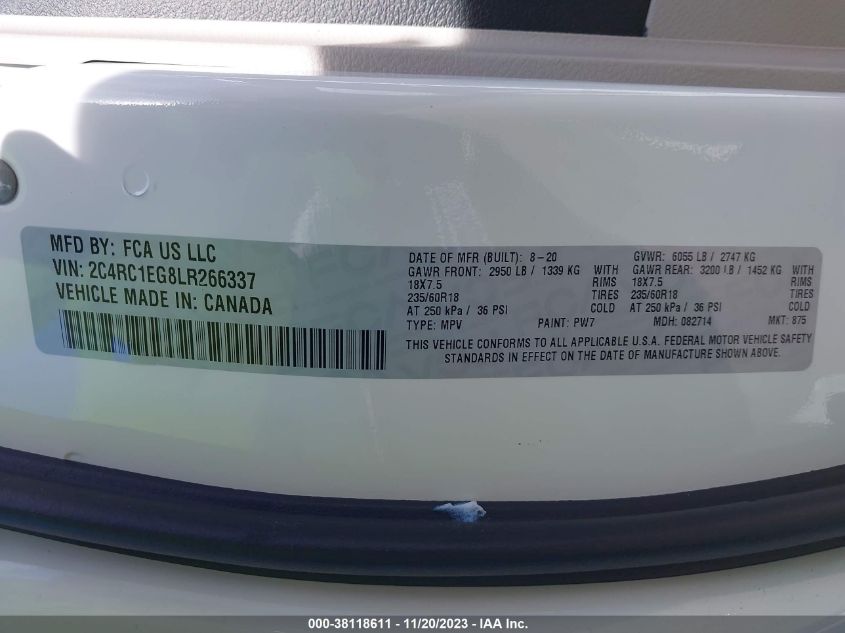 MFD BY: FCA US LLC
VIN: 2C4RC1EG8LR266337
VEHICLE MADE IN: CANADA
DATE OF MFR (BUILT): 8-20
GVWR: 6055 LB / 2747 KG
GAWR FRONT: 2950 LB / 1339 KG WITH
GAWR REAR: 3200 LB / 1452 KG WITH
18X7.5 RIMS
18X7.5 RIMS
235/60R18 TIRES
235/60R18 TIRES
AT 250 kPa / 36 PSI COLD
AT 250 kPa / 36 PSI COLD
TYPE: MPV PAINT: PW7 MDH: 082714 MKT: 875
THIS VEHICLE CONFORMS TO ALL APPLICABLE U.S.A. FEDERAL MOTOR VEHICLE SAFETY
STANDARDS IN EFFECT ON THE DATE OF MANUFACTURE SHOWN ABOVE.
000-38118611 - 11/20/2023 - IAA Inc.